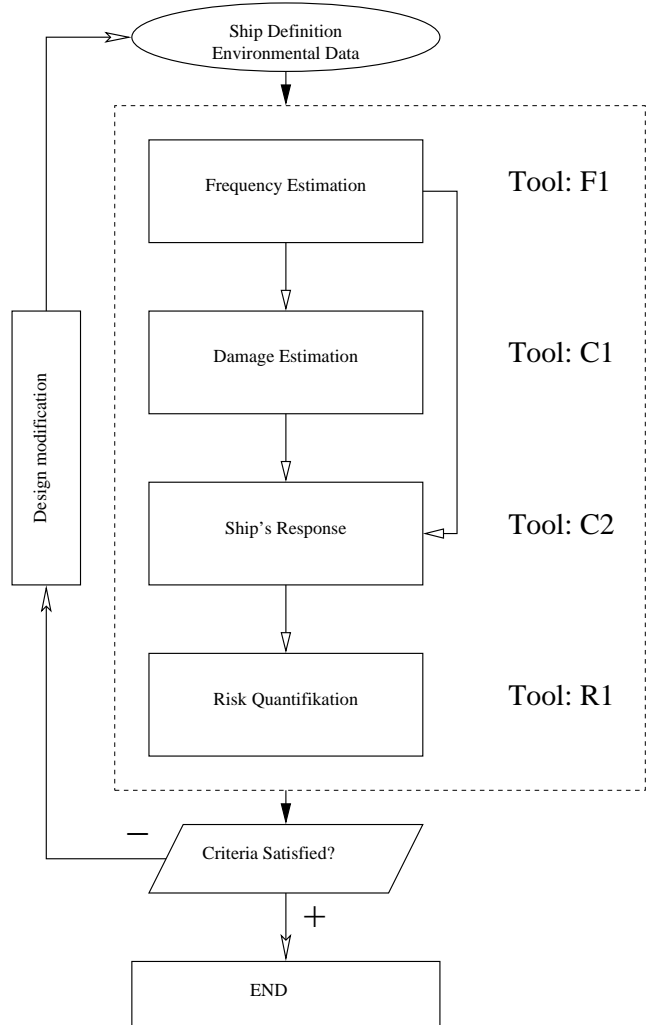 Ship Definition
Environmental Data
Frequency Estimation
Tool: F1
Damage Estimation
Tool: C1
Design modification
Ship's Response
Tool: C2
Risk Quantifikation
Tool: R1
−
Criteria Satisfied?
+
END